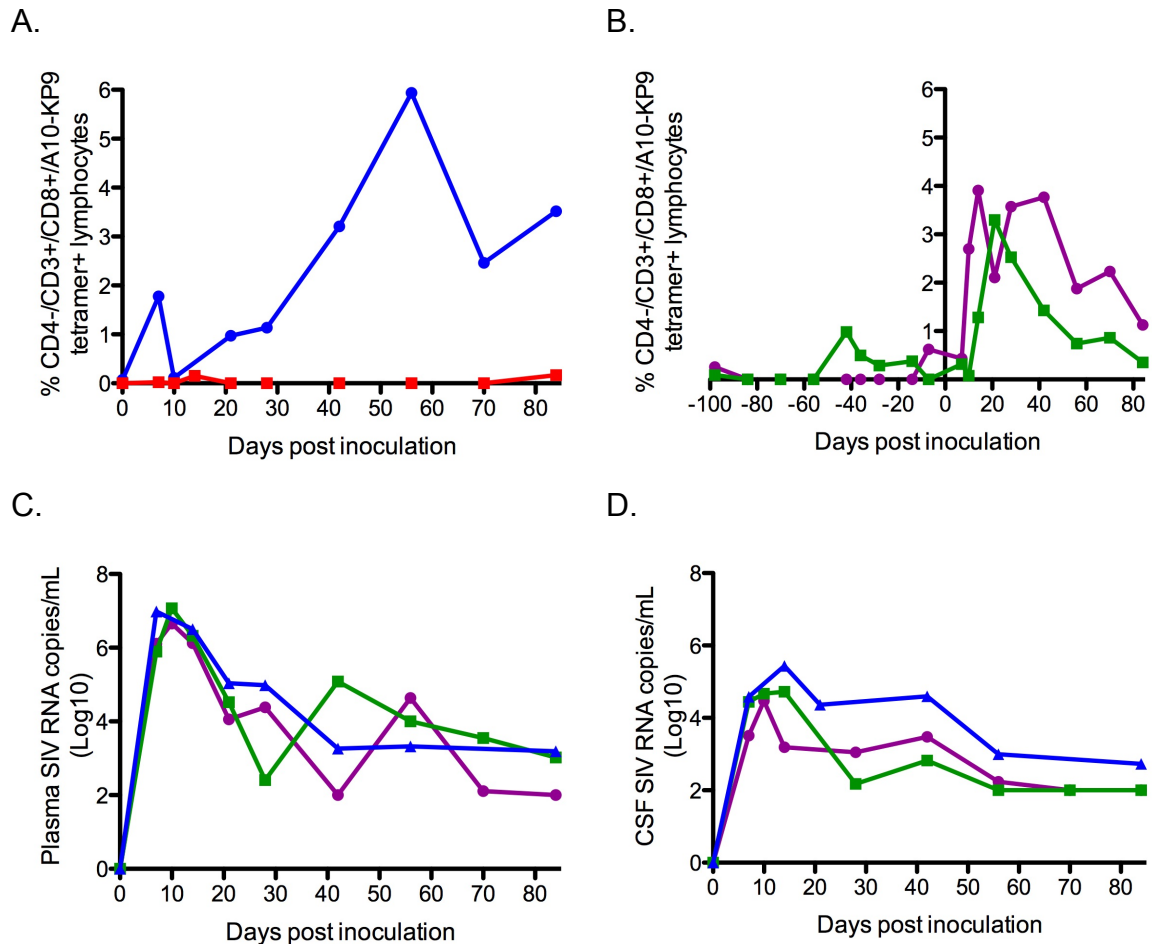 A.
% CD4-/CD3+/CD8+/A10-KP9
tetramer+ lymphocytes
6
5
4
3
2
1
0
0 10 20 30 40 50 60 70 80
Days post inoculation
B.
% CD4-/CD3+/CD8+/A10-KP9
tetramer+ lymphocytes
6
5
4
3
2
1
-100 -80 -60 -40 -20 0 20 40 60 80
Days post inoculation
C.
Plasma SIV RNA copies/mL
(Log10)
8
6
4
2
0
0 10 20 30 40 50 60 70 80
Days post inoculation
D.
CSF SIV RNA copies/mL
(Log10)
8
6
4
2
0
0 10 20 30 40 50 60 70 80
Days post inoculation